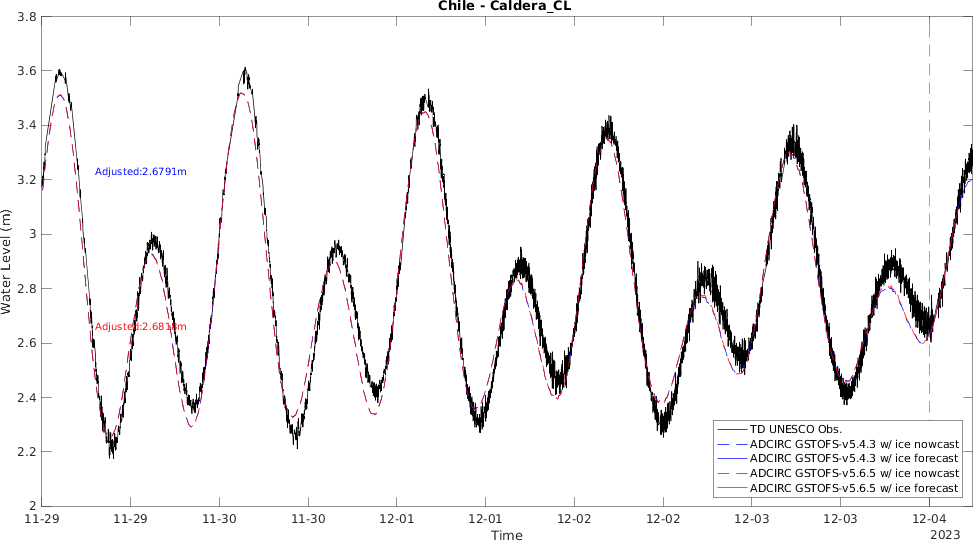 Chile - Caldera_CL
3.8
3.6
3.4
3.2
3
2.8
2.6
2.4
2.2
2
Water Level (m)
Adjusted:2.6791m
Adjusted:2.6818m
TD UNESCO Obs.
ADCIRC GSTOFS-v5.4.3 w/ ice nowcast
ADCIRC GSTOFS-v5.4.3 w/ ice forecast
ADCIRC GSTOFS-v5.6.5 w/ ice nowcast
ADCIRC GSTOFS-v5.6.5 w/ ice forecast
11-29 11-29 11-30 11-30 12-01 12-01 12-02 12-02 12-03 12-03 12-04
Time
2023